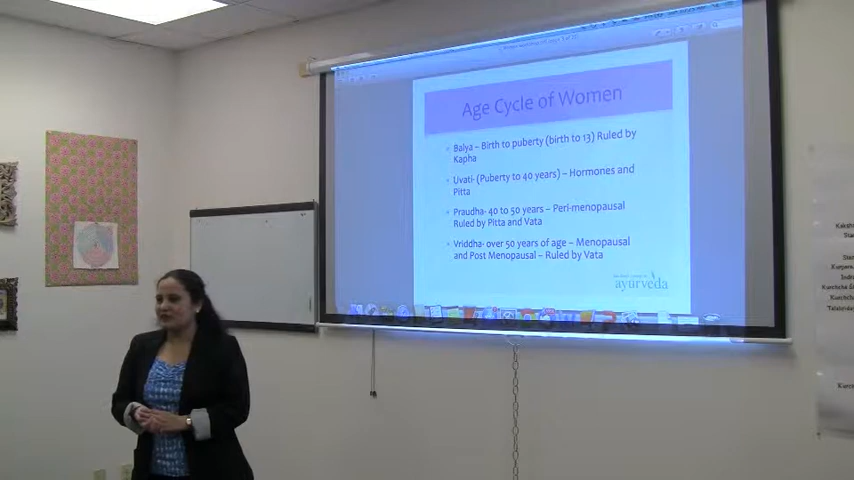 Age Cycle of Women
Balya – Birth to puberty (birth to 13) Ruled by
Kapha
Uvati- (Puberty to 40 years) – Hormones and
Pitta
Praudha- 40 to 50 years – Peri-menopausal
Ruled by Pitta and Vata
Vriddha- over 50 years of age – Menopausal
and Post Menopausal – Ruled by Vata
ayurveda